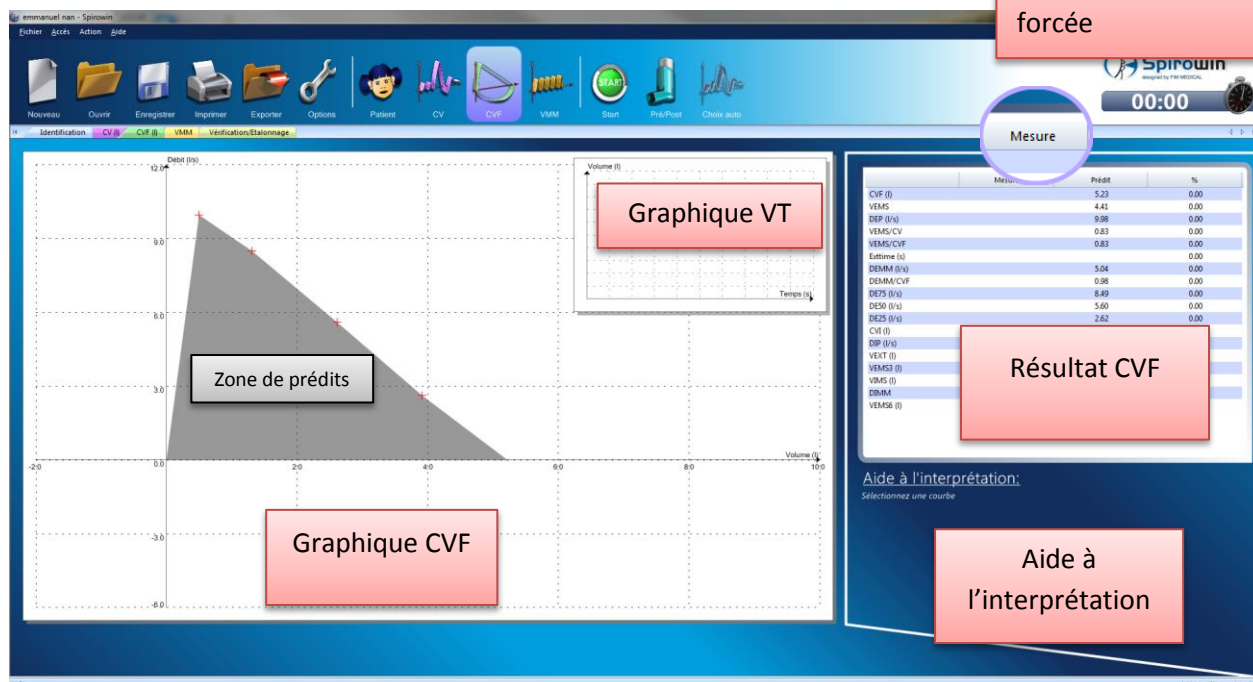 emmanuel nan - Spirowin
forcée
Fichier Accès Action Aide
Spirowin
designed by FIM MEDICAL
Nouveau Ouvrir Enregistrer Imprimer Exporter Options Patient CV CVF VMM Start Pré/Post Choix auto
START
00:00
Identification CV (l) CVF (l) VMM Vérification/Etalonnage
Mesure
Débit (l/s)
12.0
9.0
6.0
3.0
0.0
-3.0
-6.0
-2.0 2.0 4.0 6.0 8.0 10.0
Volume (l)
Volume (l)
Graphique VT
Temps (s)
Zone de prédits
Graphique CVF
Prédit %
CVF (l) 5.23 0.00
VEMS 4.41 0.00
DEP (l/s) 9.98 0.00
VEMS/CV 0.83 0.00
VEMS/CVF 0.83 0.00
Exttime (s) 0.00
DEMM (l/s) 5.04 0.00
DEMM/CVF 0.98 0.00
DE75 (l/s) 8.49 0.00
DE50 (l/s) 5.60 0.00
DE25 (l/s) 2.62 0.00
CVI (l)
DIP (l/s)
VEXT (l)
VEMS3 (l)
VIMS (l)
DIMM
VEMS6 (l)
Résultat CVF
Aide à l'interprétation:
Sélectionnez une courbe
Aide à
l’interprétation